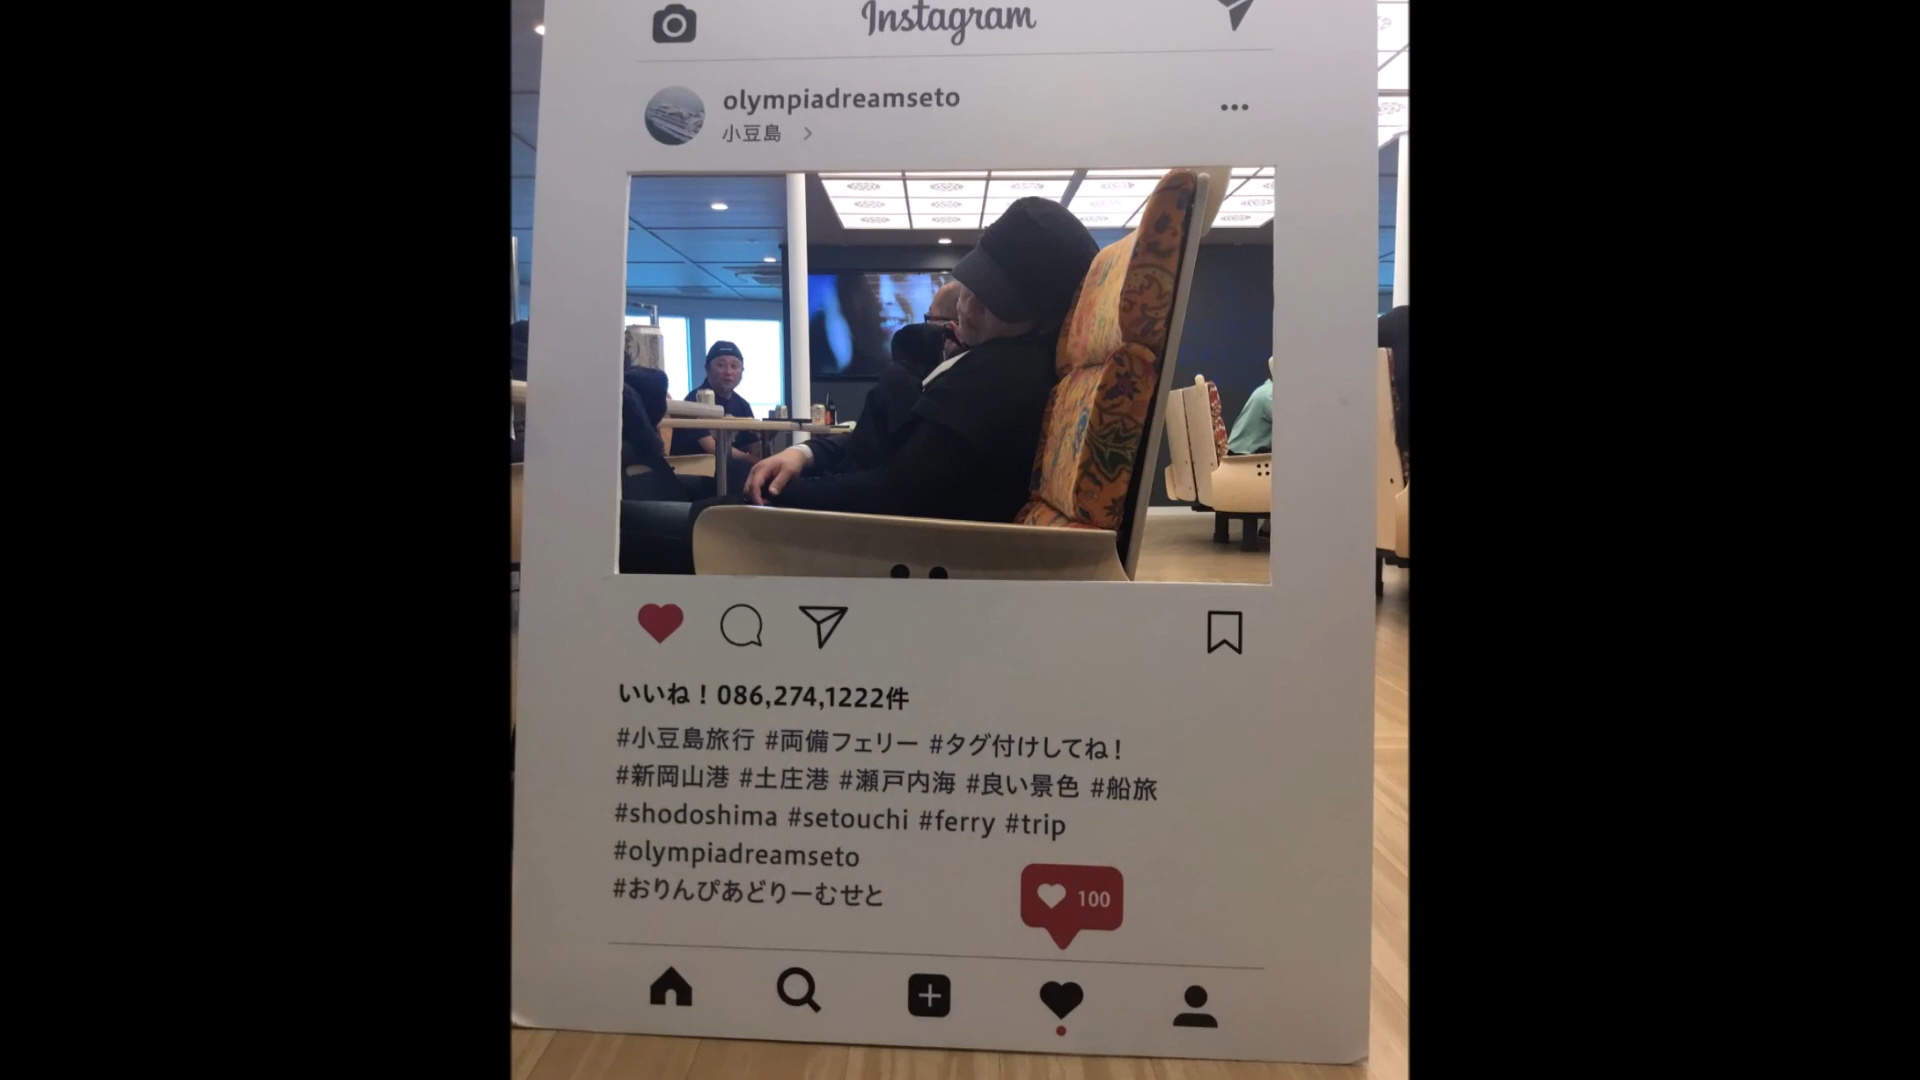 Instagram
olympiadreamseto
小豆島 >
いいね！086,274,1222件
#小豆島旅行 #両備フェリー #タグ付けしてね！
#新岡山港 #土庄港 #瀬戸内海 #良い景色 #船旅
#shodoshima #setouchi #ferry #trip
#olympiadreamseto
#おりんぴあどりーむせと
100